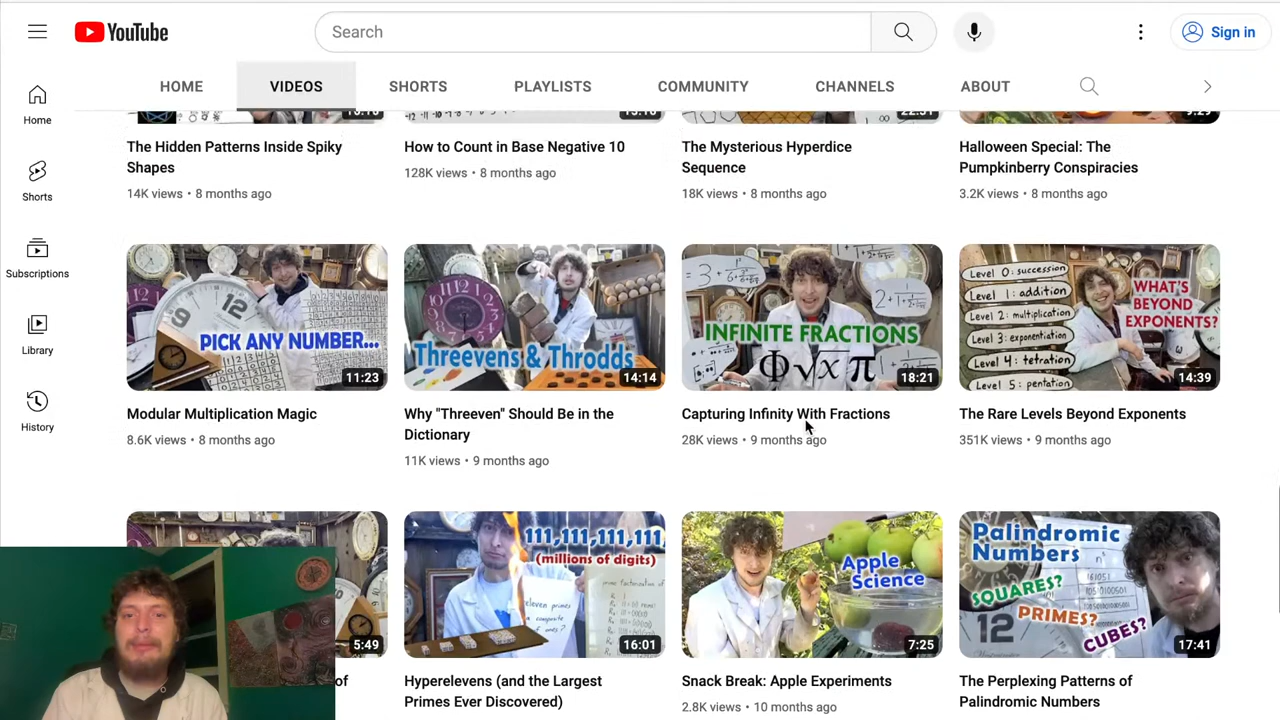 YouTube
Search
Sign in
HOME
VIDEOS
SHORTS
PLAYLISTS
COMMUNITY
CHANNELS
ABOUT
Home
Shorts
Subscriptions
Library
History
The Hidden Patterns Inside Spiky
Shapes
14K views • 8 months ago
How to Count in Base Negative 10
128K views • 8 months ago
The Mysterious Hyperdice
Sequence
18K views • 8 months ago
Halloween Special: The
Pumpkinberry Conspiracies
3.2K views • 8 months ago
9
12
PICK ANY NUMBER...
11:23
Modular Multiplication Magic
8.6K views • 8 months ago
Threevens & Throdds
14:14
Why "Threeven" Should Be in the
Dictionary
11K views • 9 months ago
INFINITE FRACTIONS
Φ √x π
18:21
Capturing Infinity With Fractions
28K views • 9 months ago
Level 0: succession
Level 1: addition
Level 2: multiplication
Level 3: exponentiation
Level 4: tetration
Level 5: pentation
WHAT'S
BEYOND
EXPONENTS?
14:39
The Rare Levels Beyond Exponents
351K views • 9 months ago
5:49
of
111,111,111,111
(millions of digits)
16:01
Hyperelevens (and the Largest
Primes Ever Discovered)
Apple
Science
7:25
Snack Break: Apple Experiments
2.8K views • 10 months ago
Palindromic
Numbers
SQUARES?
PRIMES?
CUBES?
12
17:41
The Perplexing Patterns of
Palindromic Numbers